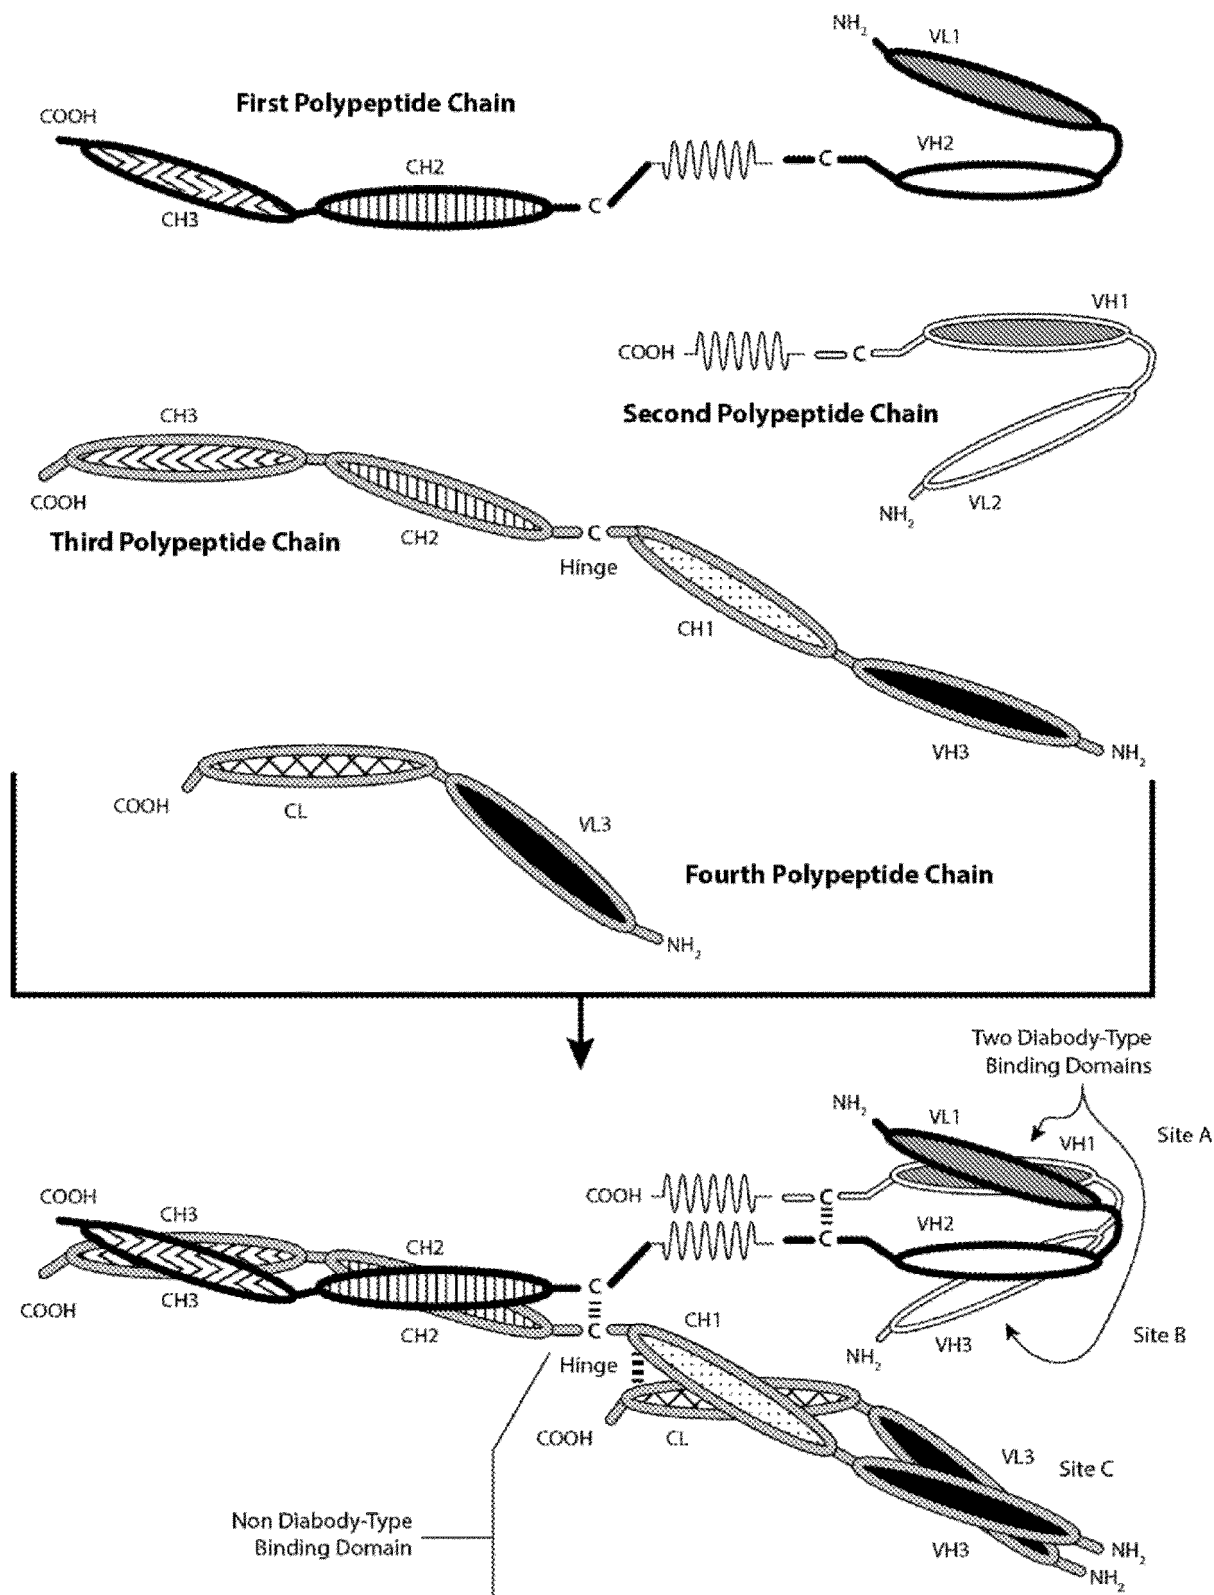 NH2
VL1
First Polypeptide Chain
COOH
VH2
CH2
C
C
CH3
VH1
COOH
C
Second Polypeptide Chain
CH3
VL2
NH2
COOH
Third Polypeptide Chain
CH2
C
Hinge
CH1
VH3
NH2
COOH
CL
VL3
Fourth Polypeptide Chain
NH2
Two Diabody-Type
Binding Domains
NH2
VL1
VH1
Site A
COOH
CH3
COOH
C
CH2
VH2
C
COOH
CH3
C
CH2
C
CH1
VH3
Site B
NH2
Hinge
COOH
CL
VL3
Site C
Non Diabody-Type
Binding Domain
VH3
NH2
NH2